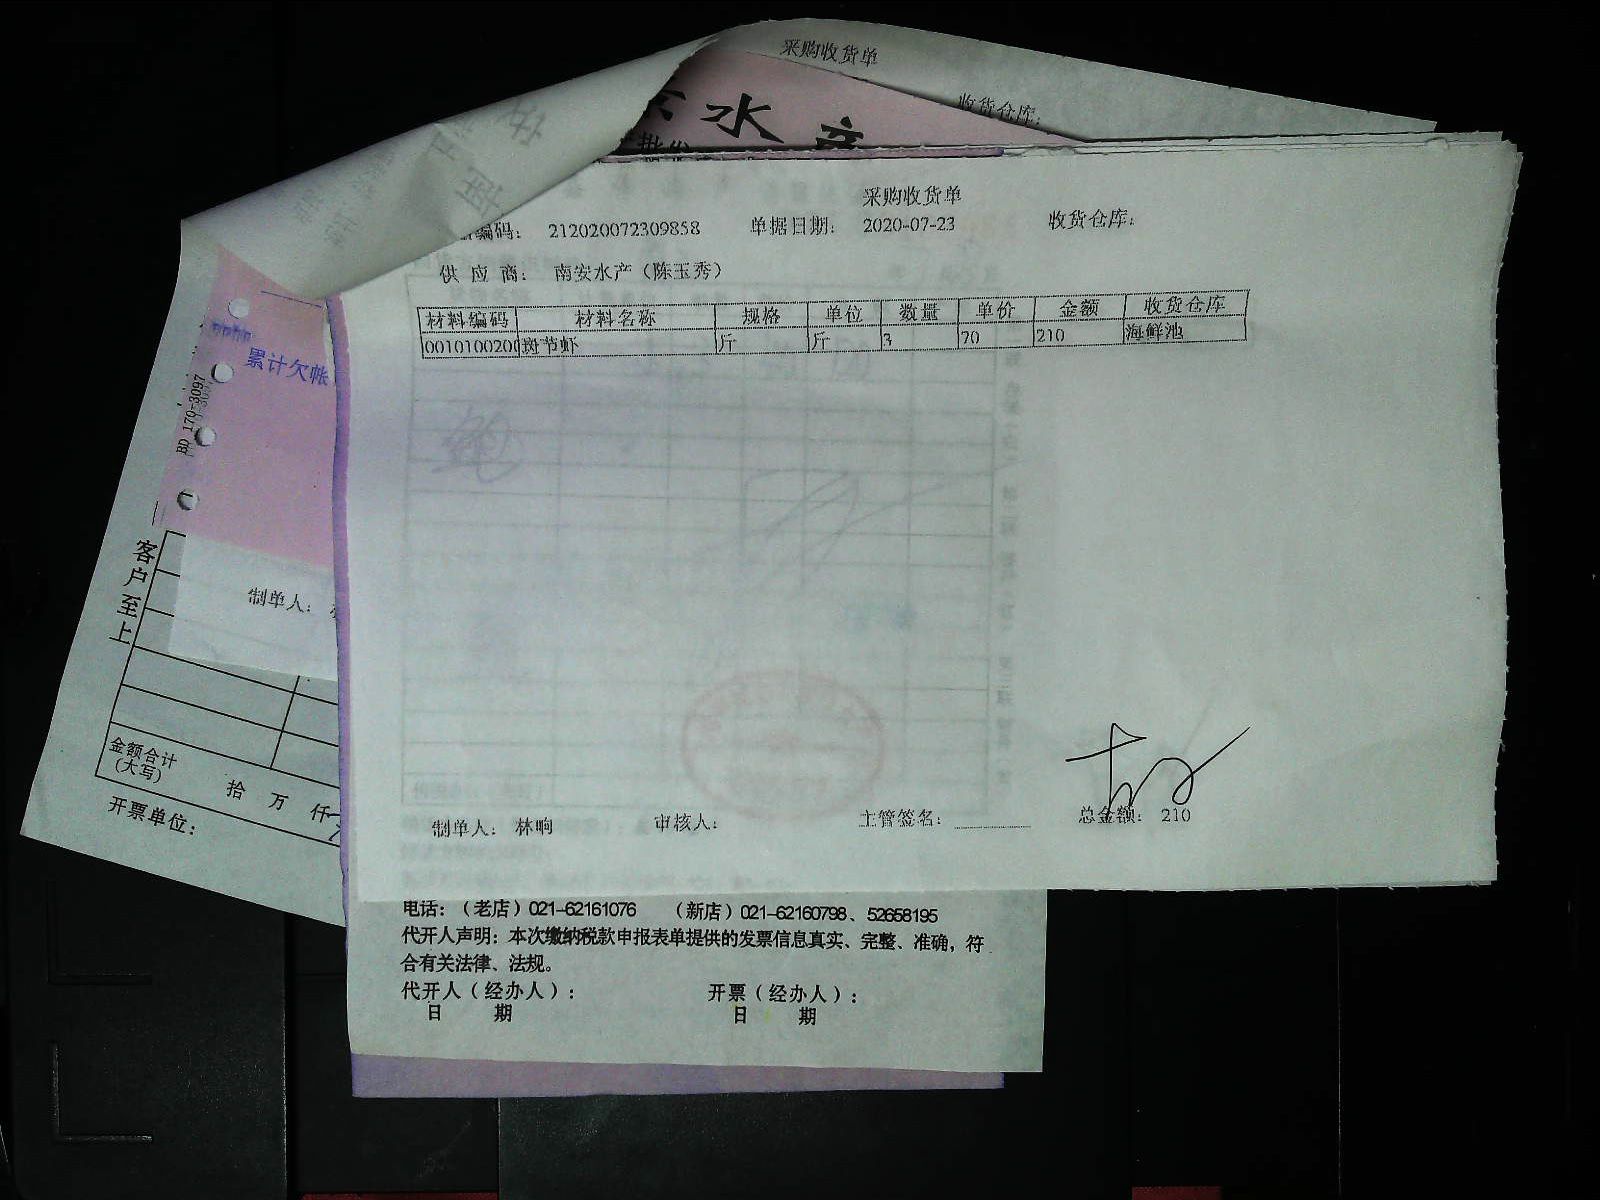 采购收货单
收货仓库:
水产
采购收货单
编码: 212020072309858 单据日期: 2020-07-23 收货仓库:
供应商: 南安水产（陈玉秀）
材料编码 材料名称 规格 单位 数量 单价 金额 收货仓库
0010100200 斑节虾 斤 斤 3 70 210 海鲜池
累计欠帐
BD 170-3097
客户至上
制单人:
金额合计
(大写)
拾 万 仟
开票单位:
制单人: 林晌 审核人: 主管签名: 总金额: 210
电话:（老店）021-62161076 （新店）021-62160798、52658195
代开人声明: 本次缴纳税款申报表单提供的发票信息真实、完整、准确，符
合有关法律、法规。
代开人（经办人）: 开票（经办人）:
日 期 日 期